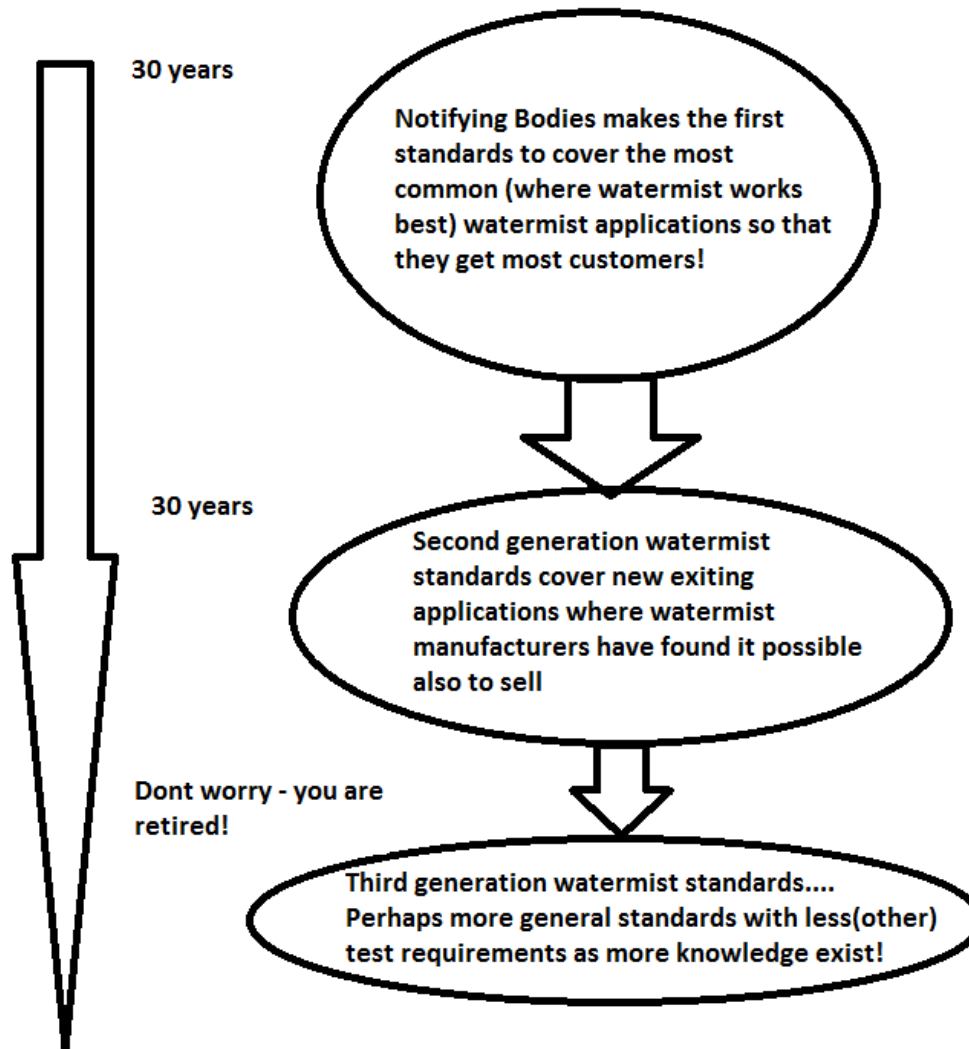 30 years
Notifying Bodies makes the first
standards to cover the most
common (where watermist works
best) watermist applications so that
they get most customers!
30 years
Second generation watermist
standards cover new exiting
applications where watermist
manufacturers have found it possible
also to sell
Dont worry - you are
retired!
Third generation watermist standards....
Perhaps more general standards with less(other)
test requirements as more knowledge exist!